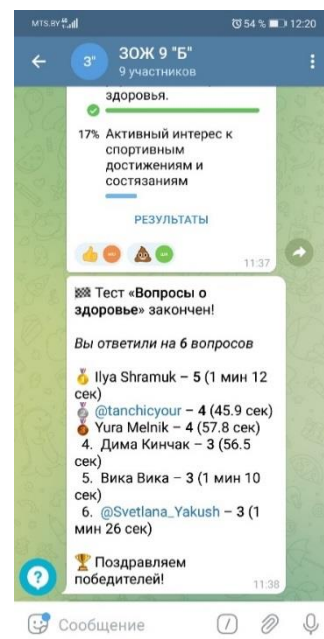 MTS.BY
54 % 12:20
З"
ЗОЖ 9 "Б"
9 участников
здоровья.
17% Активный интерес к
спортивным
достижениям и
состязаниям
РЕЗУЛЬТАТЫ
11:37
Тест «Вопросы о
здоровье» закончен!
Вы ответили на 6 вопросов
Ilya Shramuk – 5 (1 мин 12
сек)
@tanchicyour – 4 (45.9 сек)
Yura Melnik – 4 (57.8 сек)
4. Дима Кинчак – 3 (56.5
сек)
5. Вика Вика – 3 (1 мин 10
сек)
6. @Svetlana_Yakush – 3 (1
мин 26 сек)
Поздравляем
победителей!
11:38
Сообщение